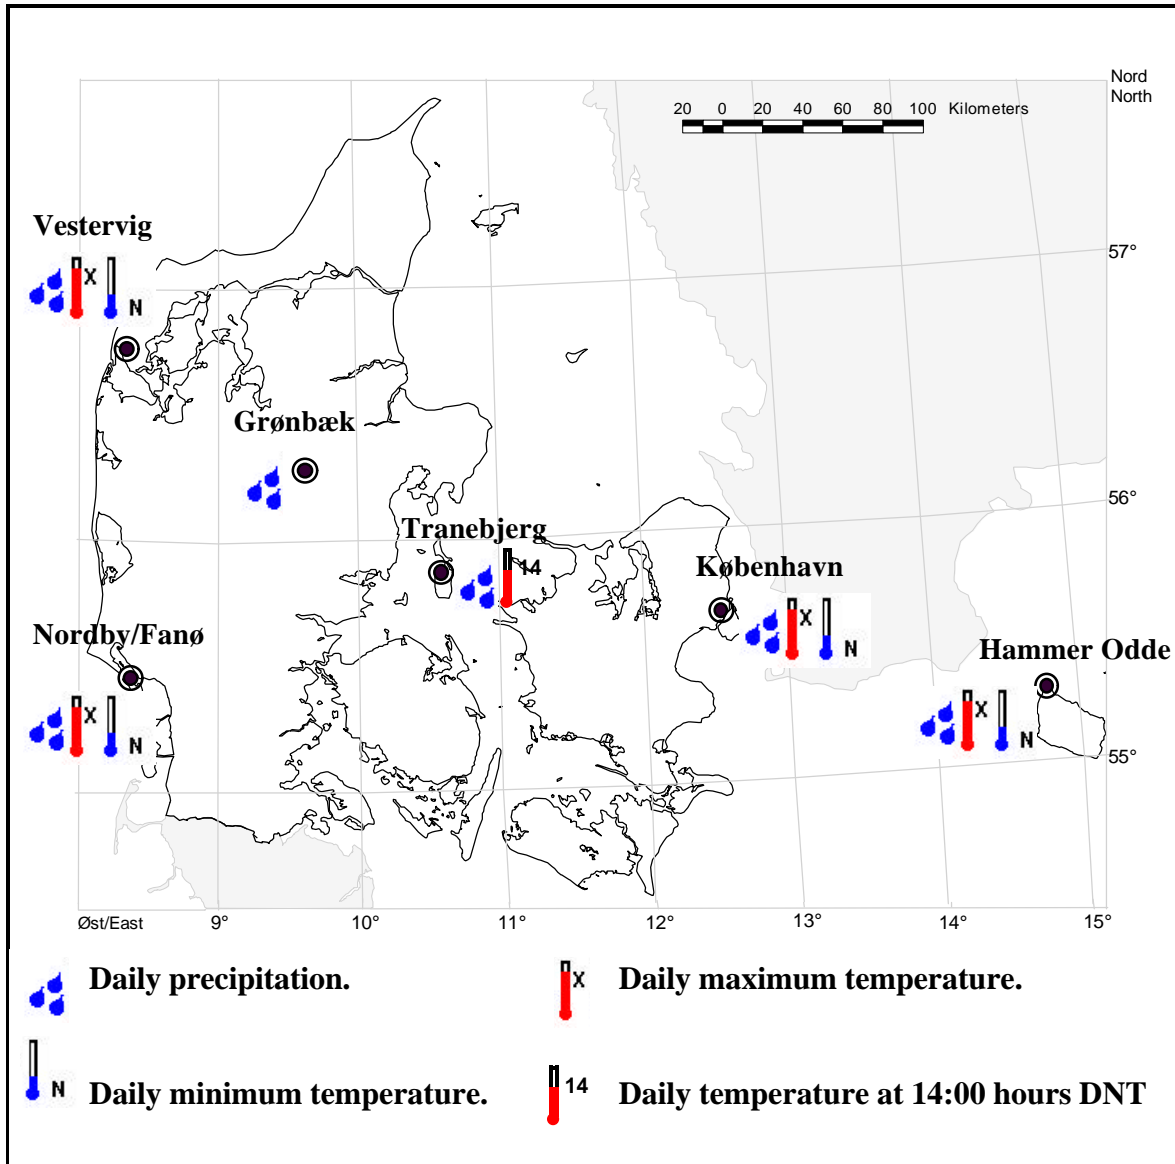 Nord
North
20 0 20 40 60 80 100 Kilometers
Vestervig
57°
X
N
Grønbæk
56°
Tranebjerg
14
København
X
N
Nordby/Fanø
Hammer Odde
X
N
X
N
55°
Øst/East 9° 10° 11° 12° 13° 14° 15°
Daily precipitation.
X Daily maximum temperature.
N Daily minimum temperature.
14 Daily temperature at 14:00 hours DNT